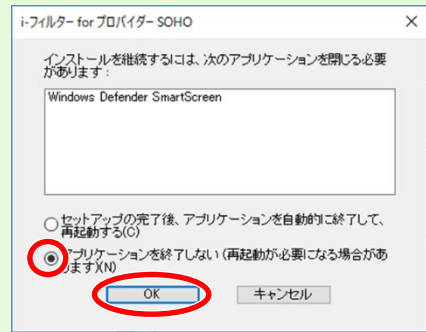 i-フィルター for プロバイダー SOHO
インストールを継続するには、次のアプリケーションを閉じる必要
があります：
Windows Defender SmartScreen
セットアップの完了後、アプリケーションを自動的に終了して、
再起動する(C)
アプリケーションを終了しない (再起動が必要になる場合があ
ります)(N)
OK キャンセル